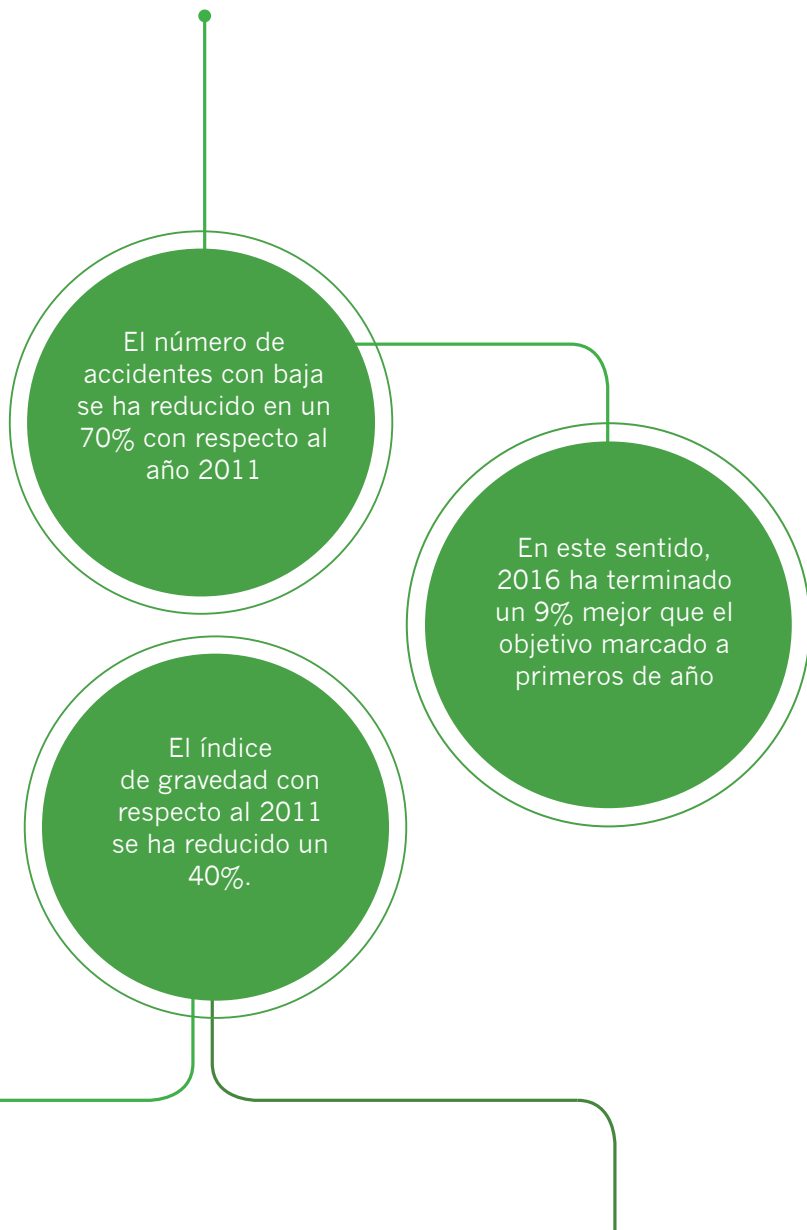 El número de
accidentes con baja
se ha reducido en un
70% con respecto al
año 2011
En este sentido,
2016 ha terminado
un 9% mejor que el
objetivo marcado a
primeros de año
El índice
de gravedad con
respecto al 2011
se ha reducido un
40%.